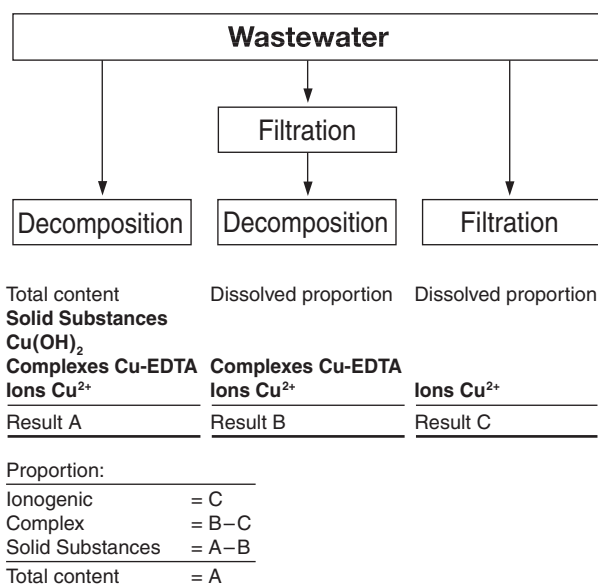 Wastewater
Filtration
Decomposition Decomposition Filtration
Total content Dissolved proportion Dissolved proportion
Solid Substances
Cu(OH)₂
Complexes Cu-EDTA Complexes Cu-EDTA
Ions Cu²⁺ Ions Cu²⁺ Ions Cu²⁺
Result A Result B Result C
Proportion:
Ionogenic = C
Complex = B–C
Solid Substances = A–B
Total content = A